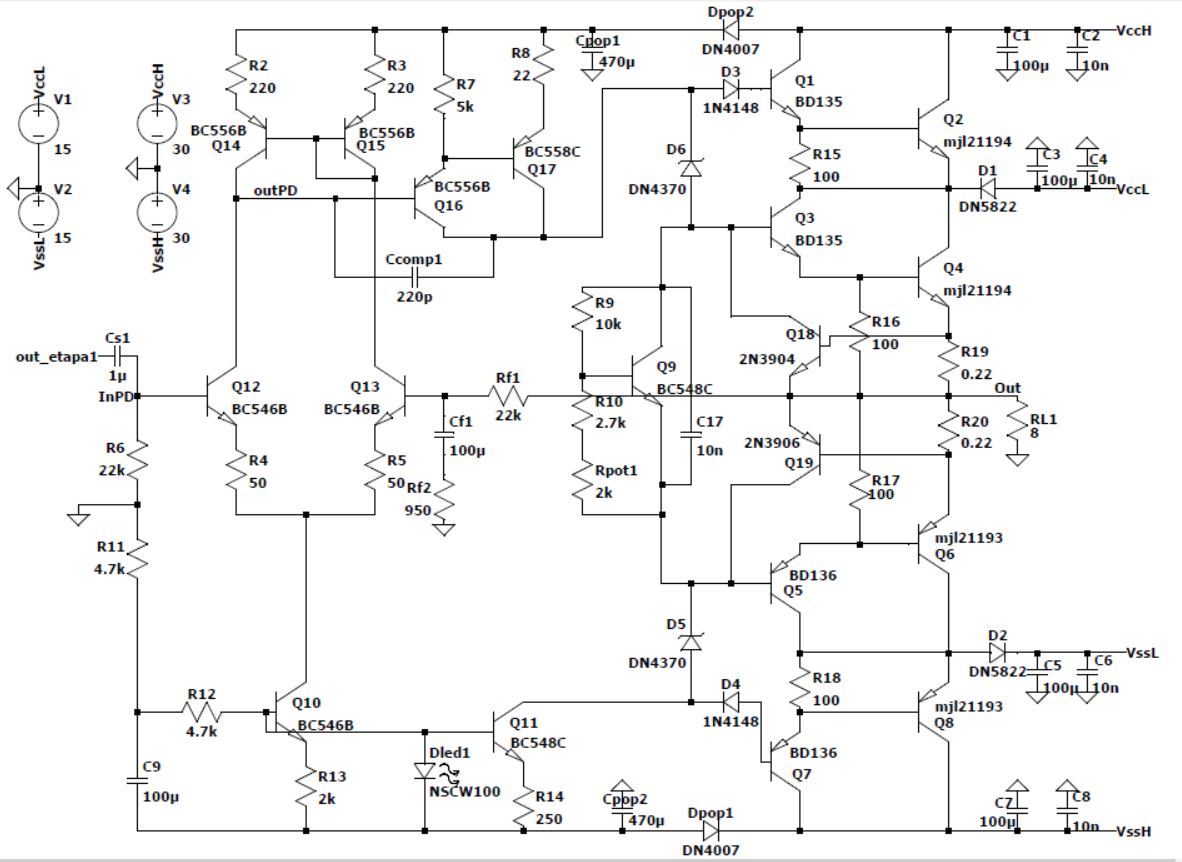 Dpop2
DN4007
VccH
Cpop1
470µ
C1
100µ
C2
10n
R2
220
R3
220
R7
5k
R8
22
D3
1N4148
Q1
BD135
VccL
V1
15
V2
15
VssL
VccH
V3
30
V4
30
VssH
BC556B
Q14
BC556B
Q15
BC558C
Q17
BC556B
Q16
outPD
Ccomp1
220p
D6
DN4370
R15
100
Q2
mjl21194
C3
100µ
C4
10n
VccL
D1
DN5822
Q3
BD135
Q4
mjl21194
Cs1
out_etapa1
1µ
InPD
Q12
BC546B
Q13
BC546B
Rf1
22k
R9
10k
Q9
BC548C
Q18
2N3904
R16
100
R19
0.22
Out
R6
22k
R4
50
R5
50
Cf1
100µ
Rf2
950
R10
2.7k
Rpot1
2k
C17
10n
2N3906
Q19
R20
0.22
RL1
8
R17
100
R11
4.7k
mjl21193
Q6
BD136
Q5
D5
DN4370
D2
DN5822
VssL
C5
100µ
C6
10n
R12
4.7k
Q10
BC546B
Q11
BC548C
D4
1N4148
R18
100
mjl21193
Q8
BD136
Q7
C9
100µ
R13
2k
Dled1
NSCW100
R14
250
Cpop2
470µ
Dpop1
DN4007
C7
100µ
C8
10n
VssH